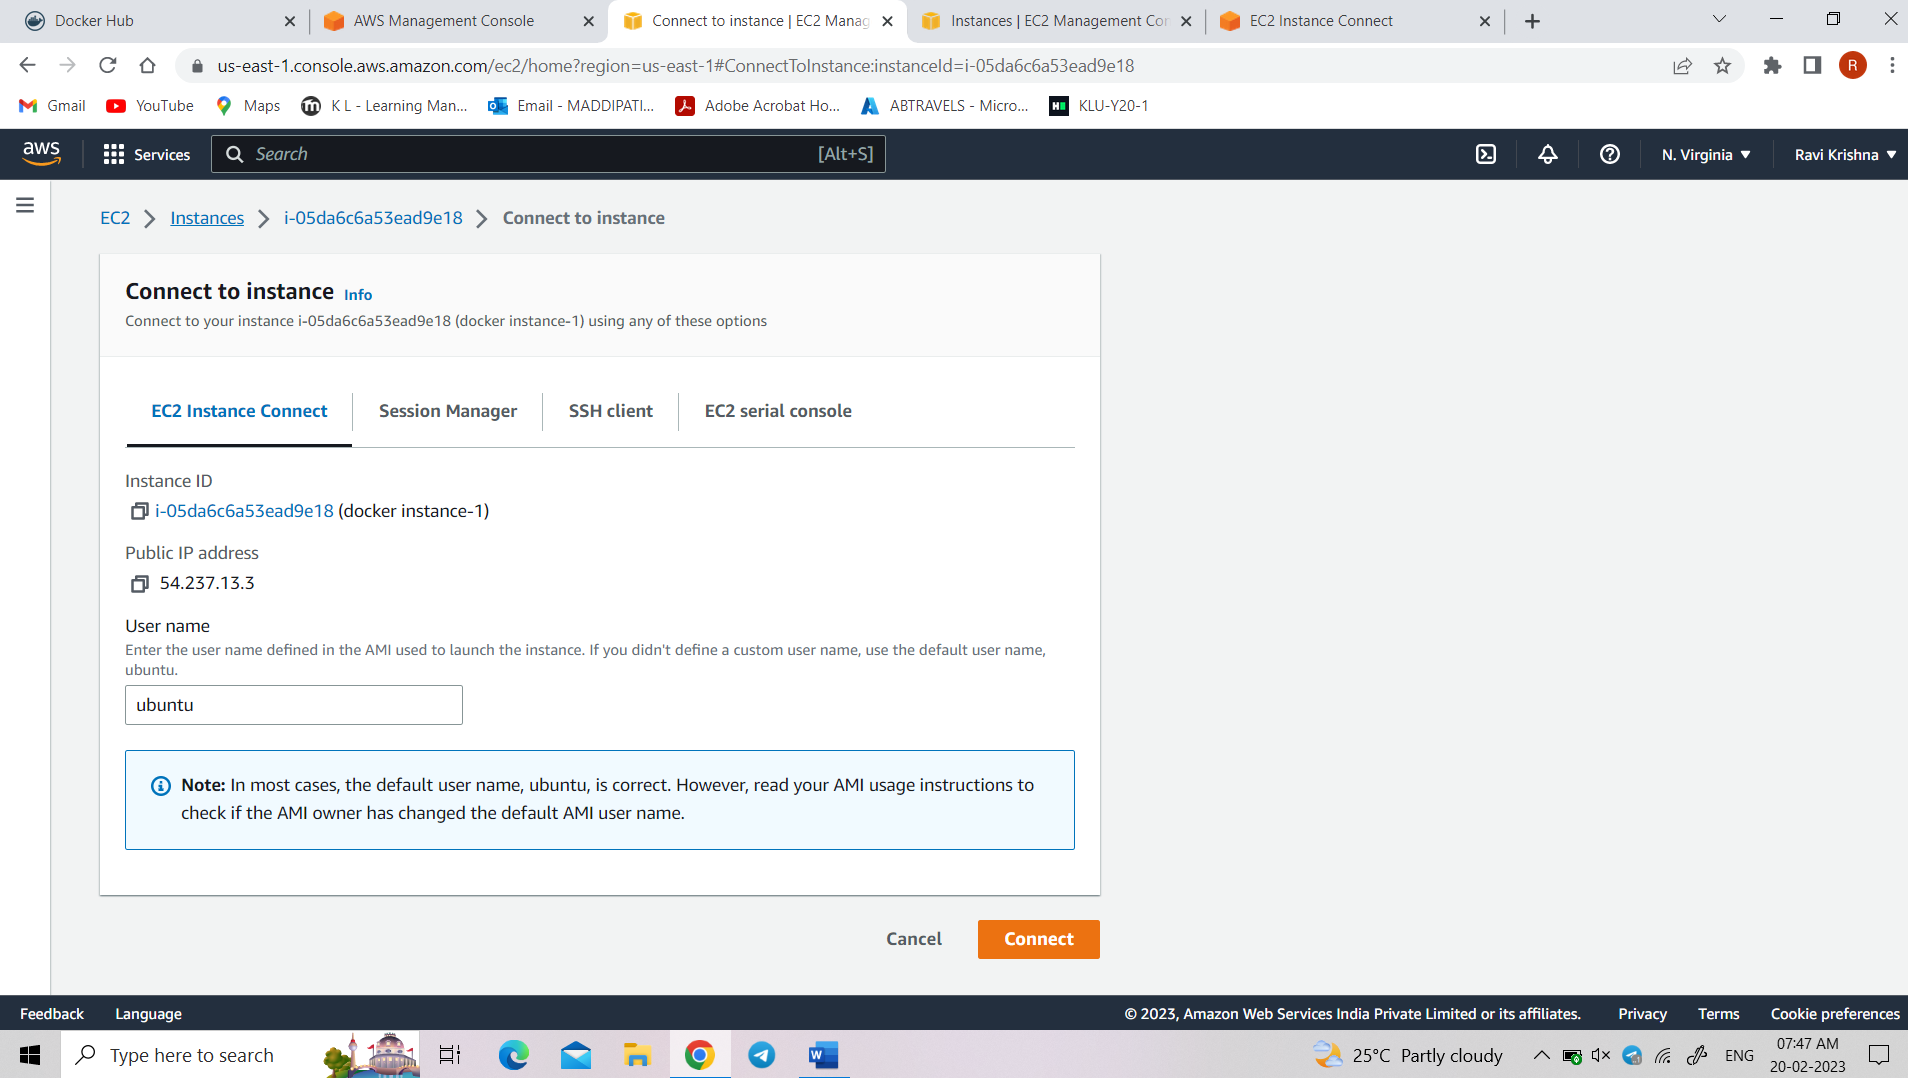 Docker Hub
AWS Management Console
Connect to instance | EC2 Manag
Instances | EC2 Management Con
EC2 Instance Connect
us-east-1.console.aws.amazon.com/ec2/home?region=us-east-1#ConnectToInstance:instanceId=i-05da6c6a53ead9e18
R
Gmail
YouTube
Maps
K L - Learning Man...
Email - MADDIPATI...
Adobe Acrobat Ho...
ABTRAVELS - Micro...
KLU-Y20-1
aws
Services
Search
[Alt+S]
N. Virginia
Ravi Krishna
EC2
Instances
i-05da6c6a53ead9e18
Connect to instance
Connect to instance Info
Connect to your instance i-05da6c6a53ead9e18 (docker instance-1) using any of these options
EC2 Instance Connect
Session Manager
SSH client
EC2 serial console
Instance ID
i-05da6c6a53ead9e18 (docker instance-1)
Public IP address
54.237.13.3
User name
Enter the user name defined in the AMI used to launch the instance. If you didn't define a custom user name, use the default user name,
ubuntu.
ubuntu
Note: In most cases, the default user name, ubuntu, is correct. However, read your AMI usage instructions to
check if the AMI owner has changed the default AMI user name.
Cancel
Connect
Feedback
Language
© 2023, Amazon Web Services India Private Limited or its affiliates.
Privacy
Terms
Cookie preferences
Type here to search
25°C Partly cloudy
ENG
07:47 AM
20-02-2023